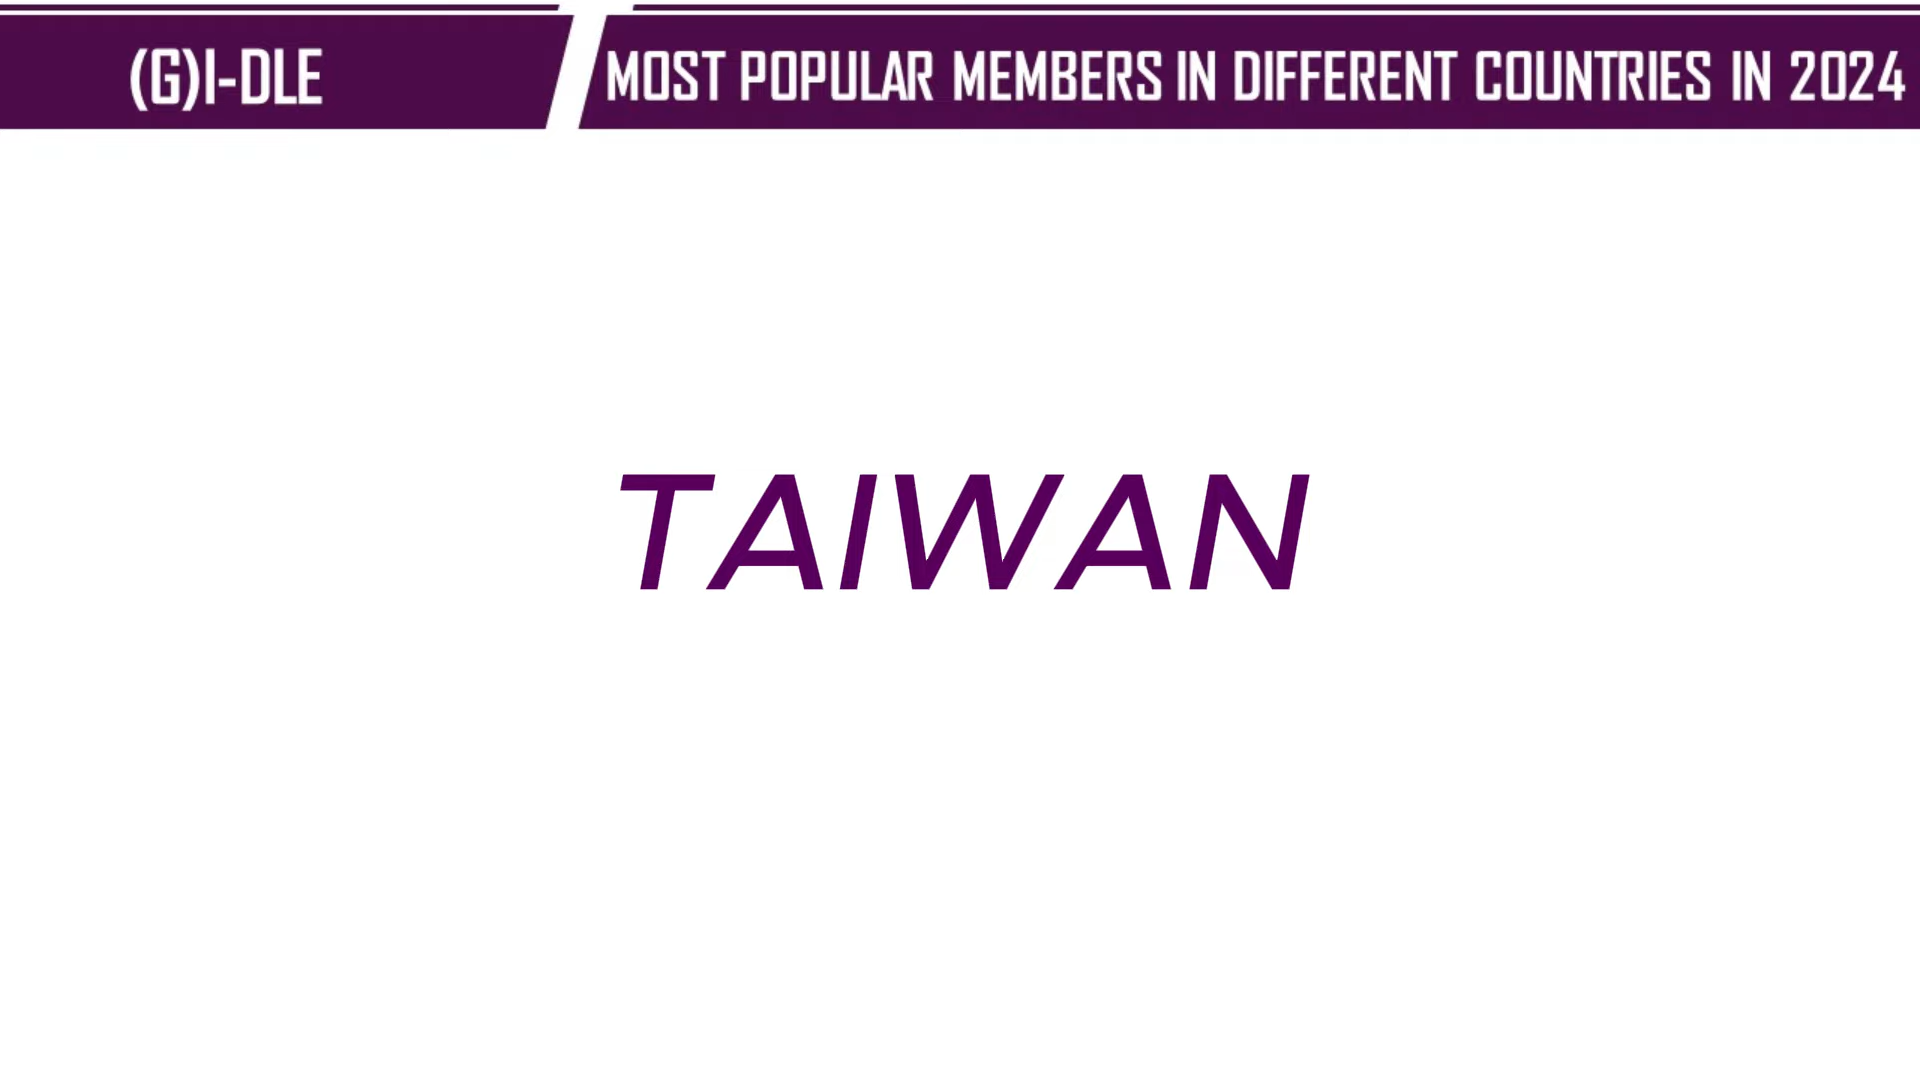 (G)I-DLE
MOST POPULAR MEMBERS IN DIFFERENT COUNTRIES IN 2024
TAIWAN